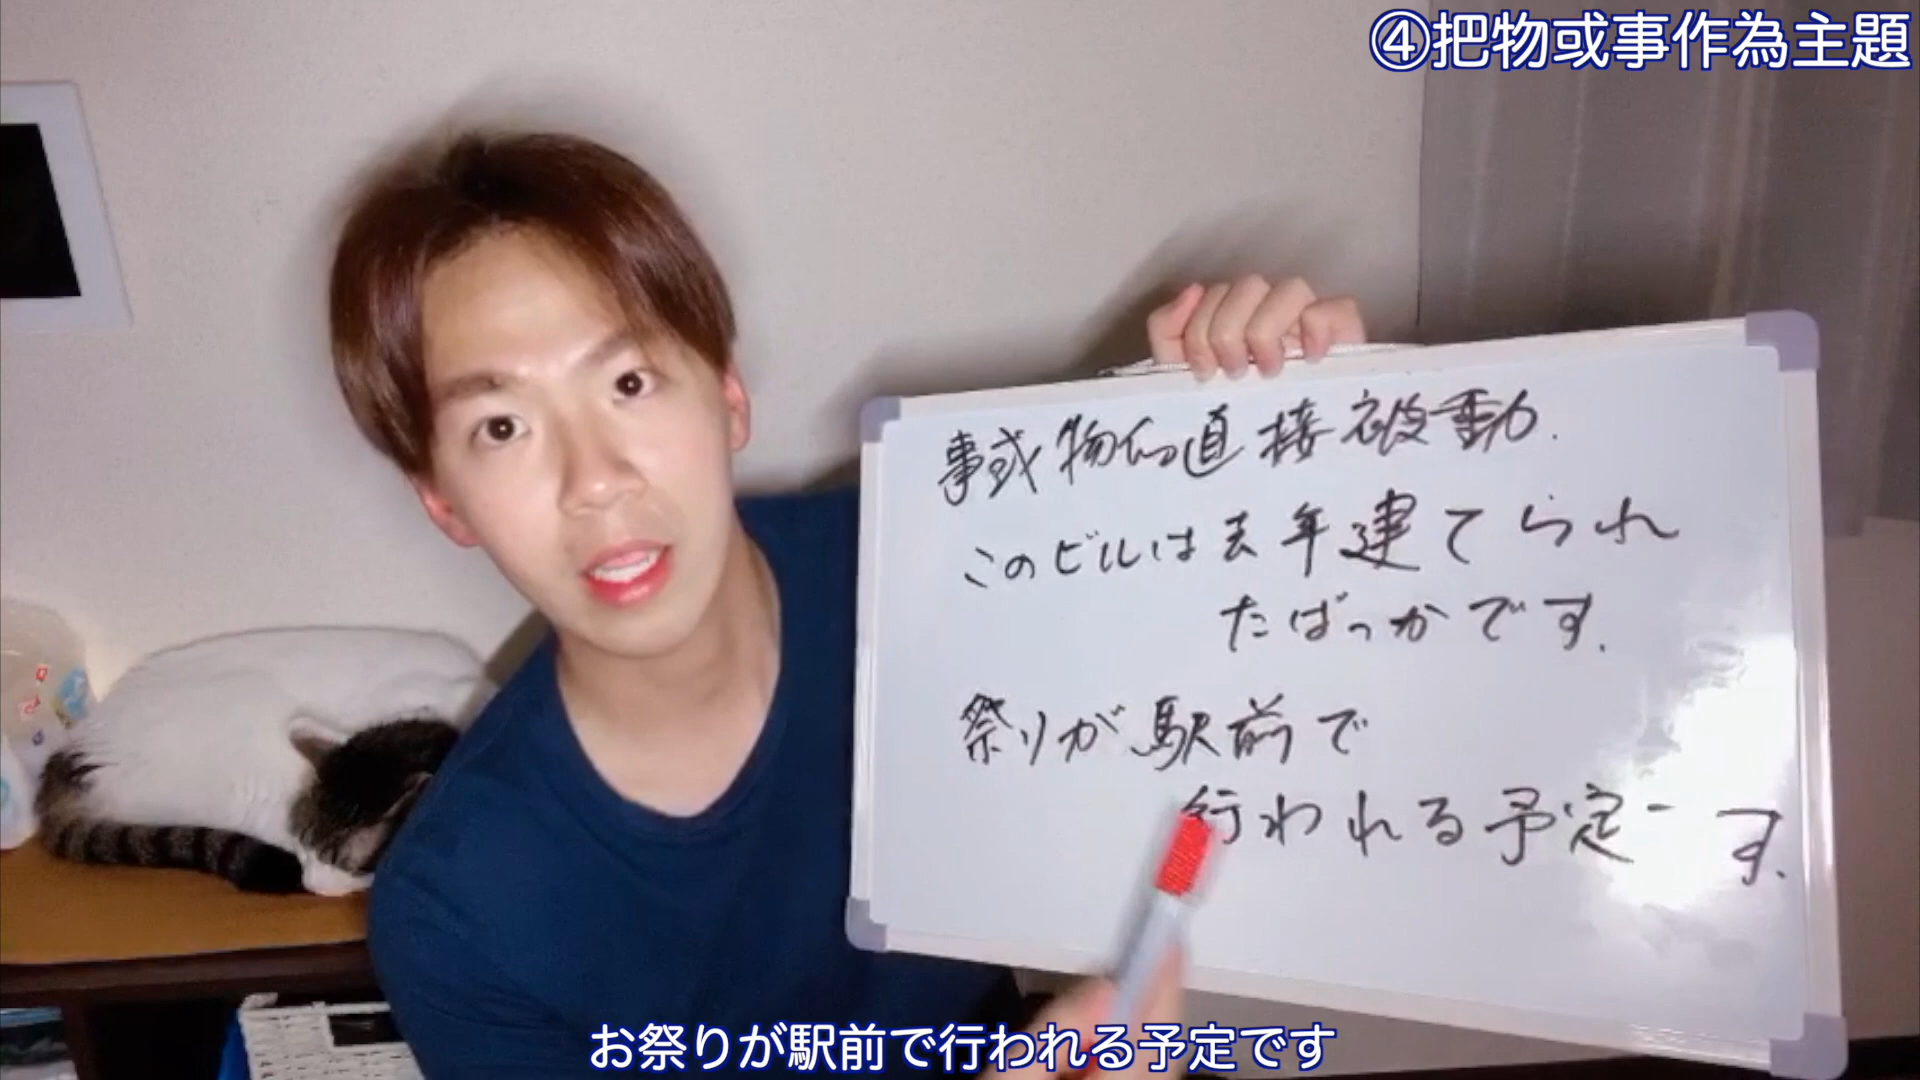 ④把物或事作為主題
事或物的直接被動.
このビルは去年建てられ
たばっかです.
祭りが駅前で
行われる予定です.
お祭りが駅前で行われる予定です